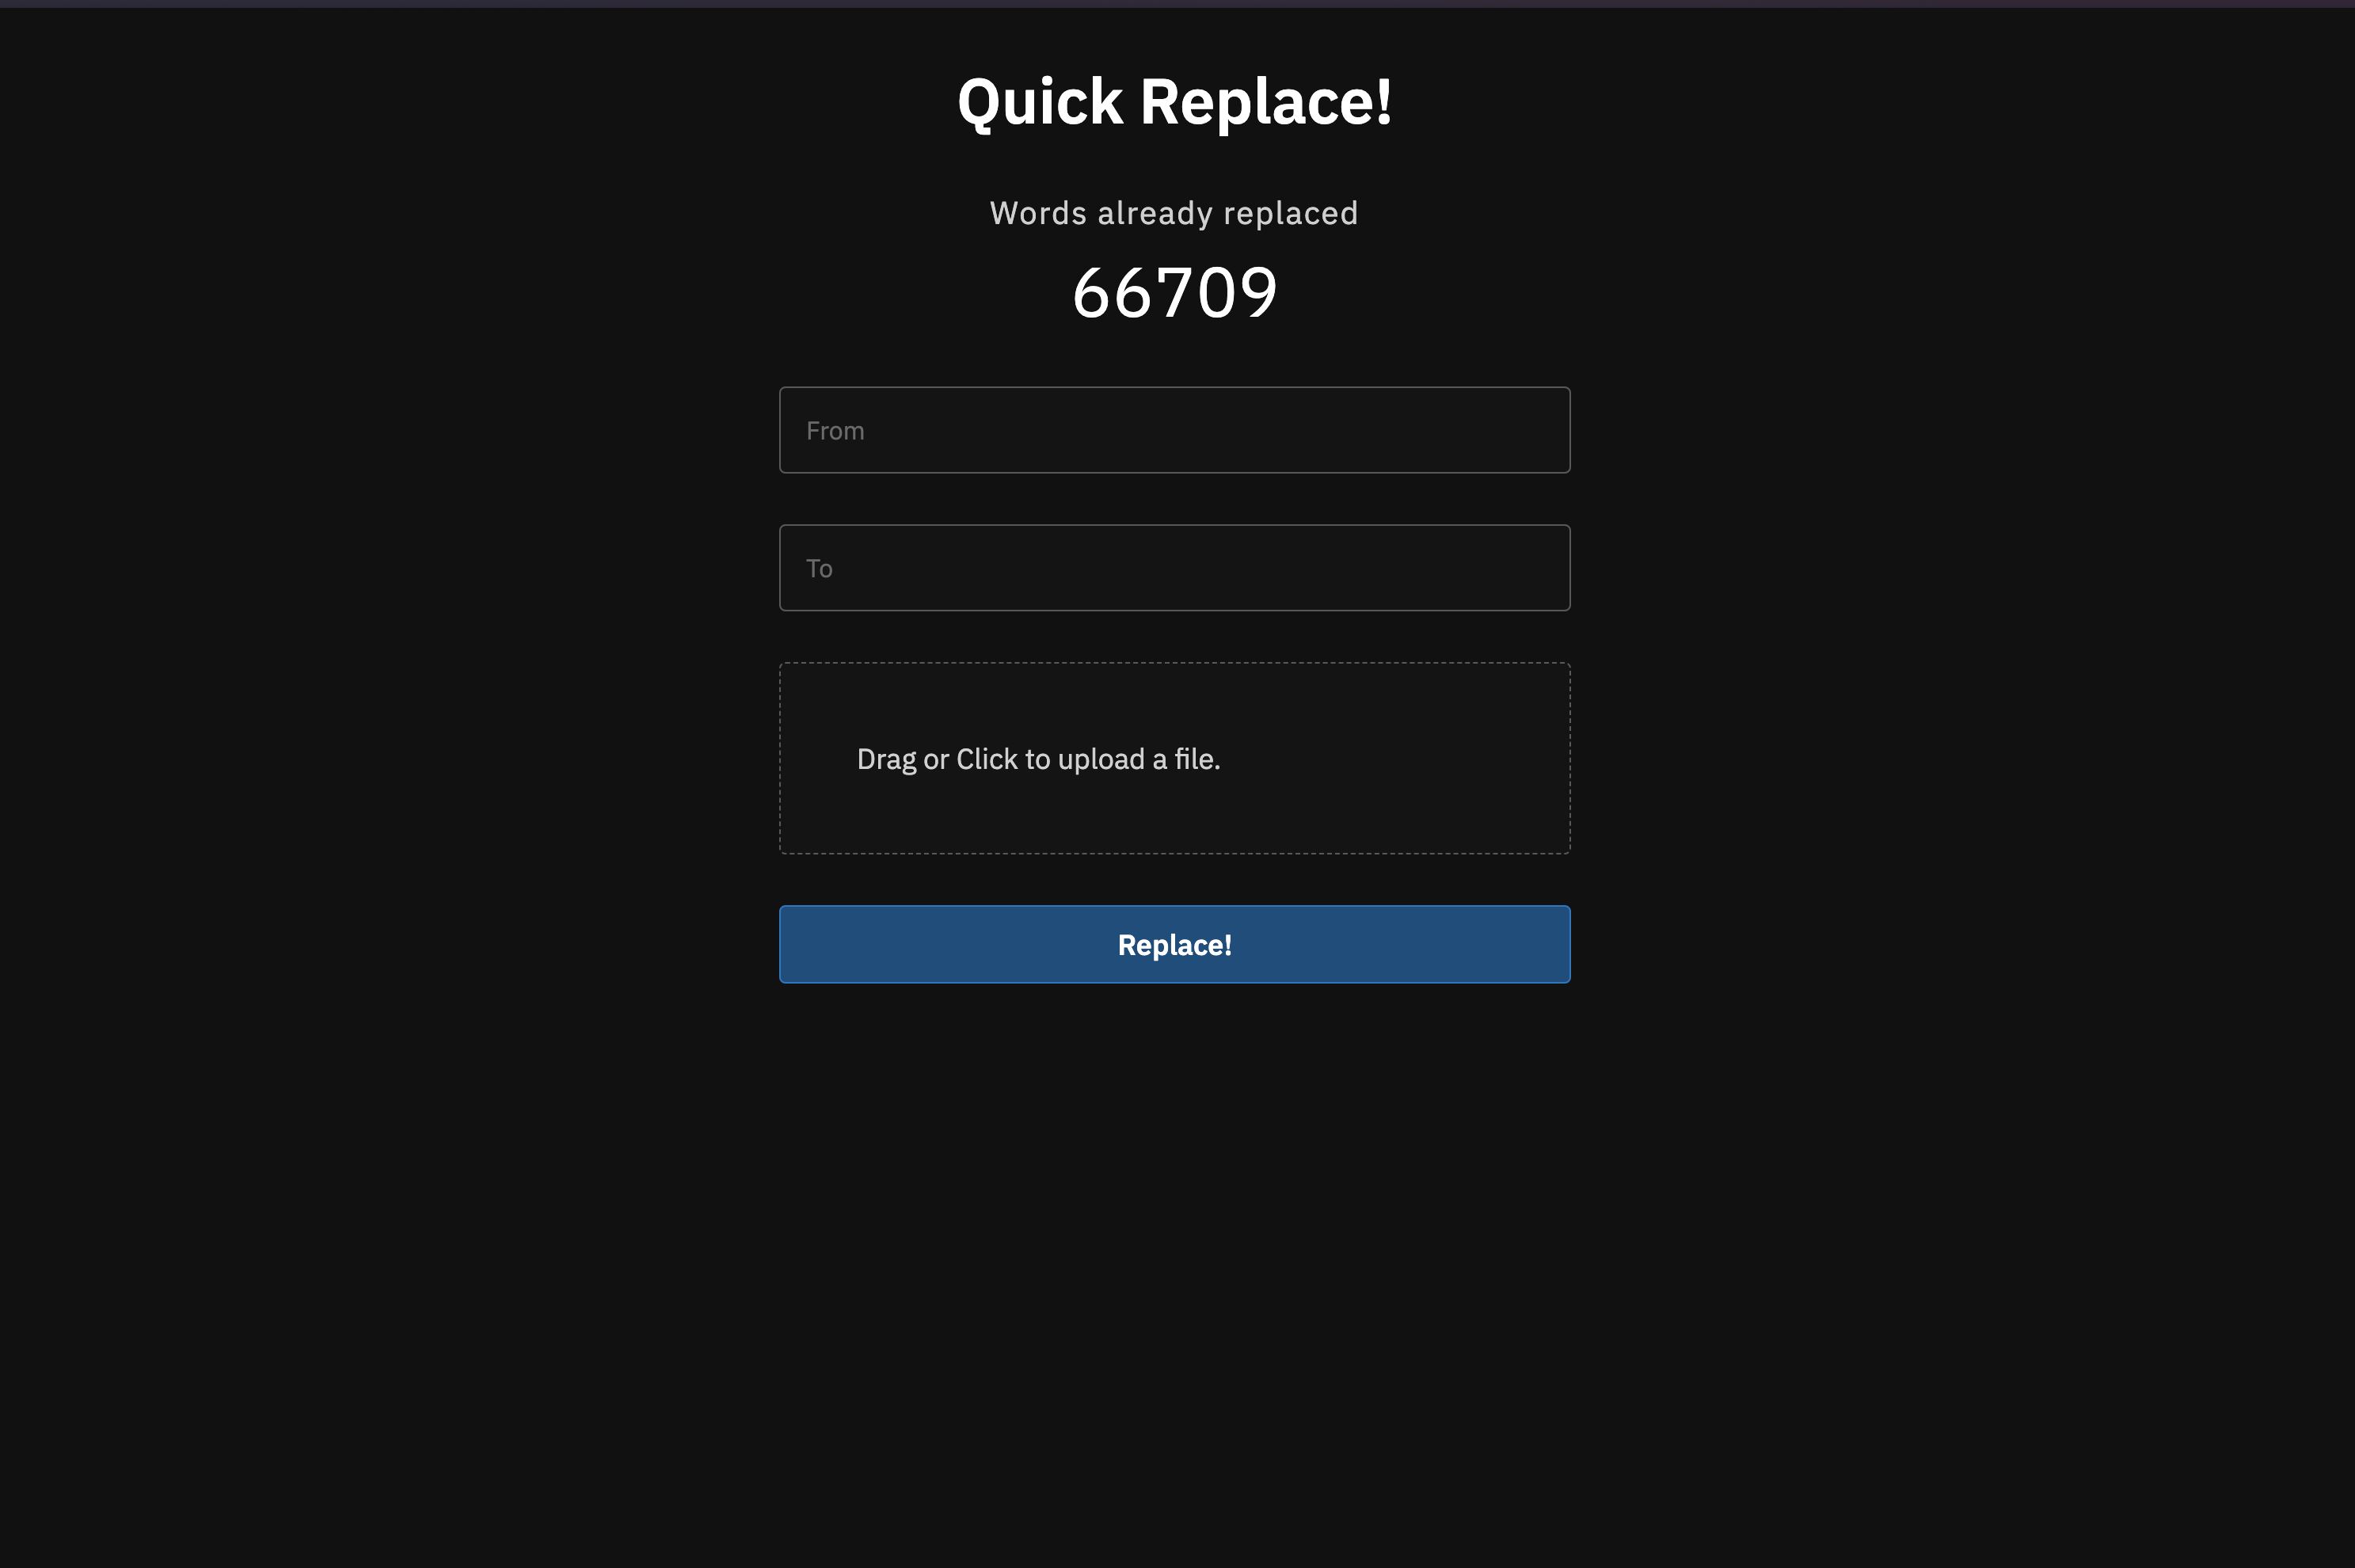 Quick Replace!
Words already replaced
66709
From
To
Drag or Click to upload a file.
Replace!